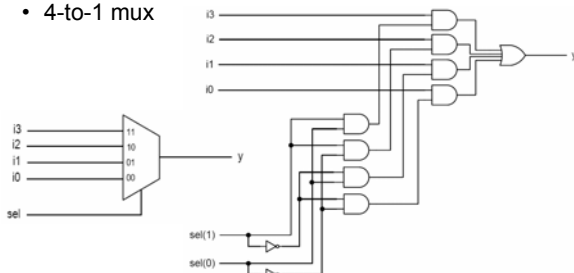 • 4-to-1 mux
i3
i2
i1
i0
y
i3
i2
i1
i0
sel
11
10
01
00
y
sel(1)
sel(0)